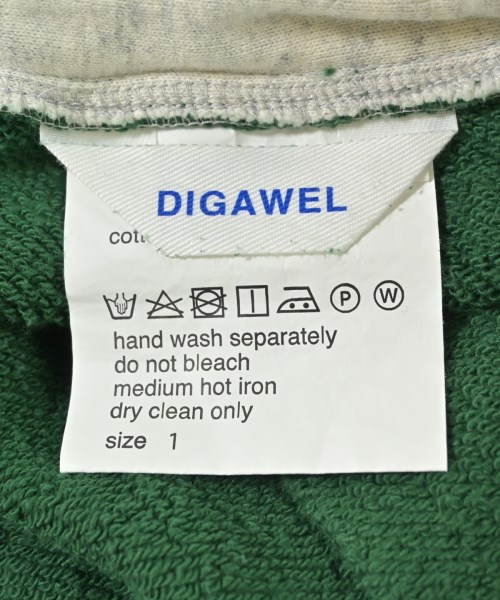 DIGAWEL
P W
hand wash separately
do not bleach
medium hot iron
dry clean only
size 1